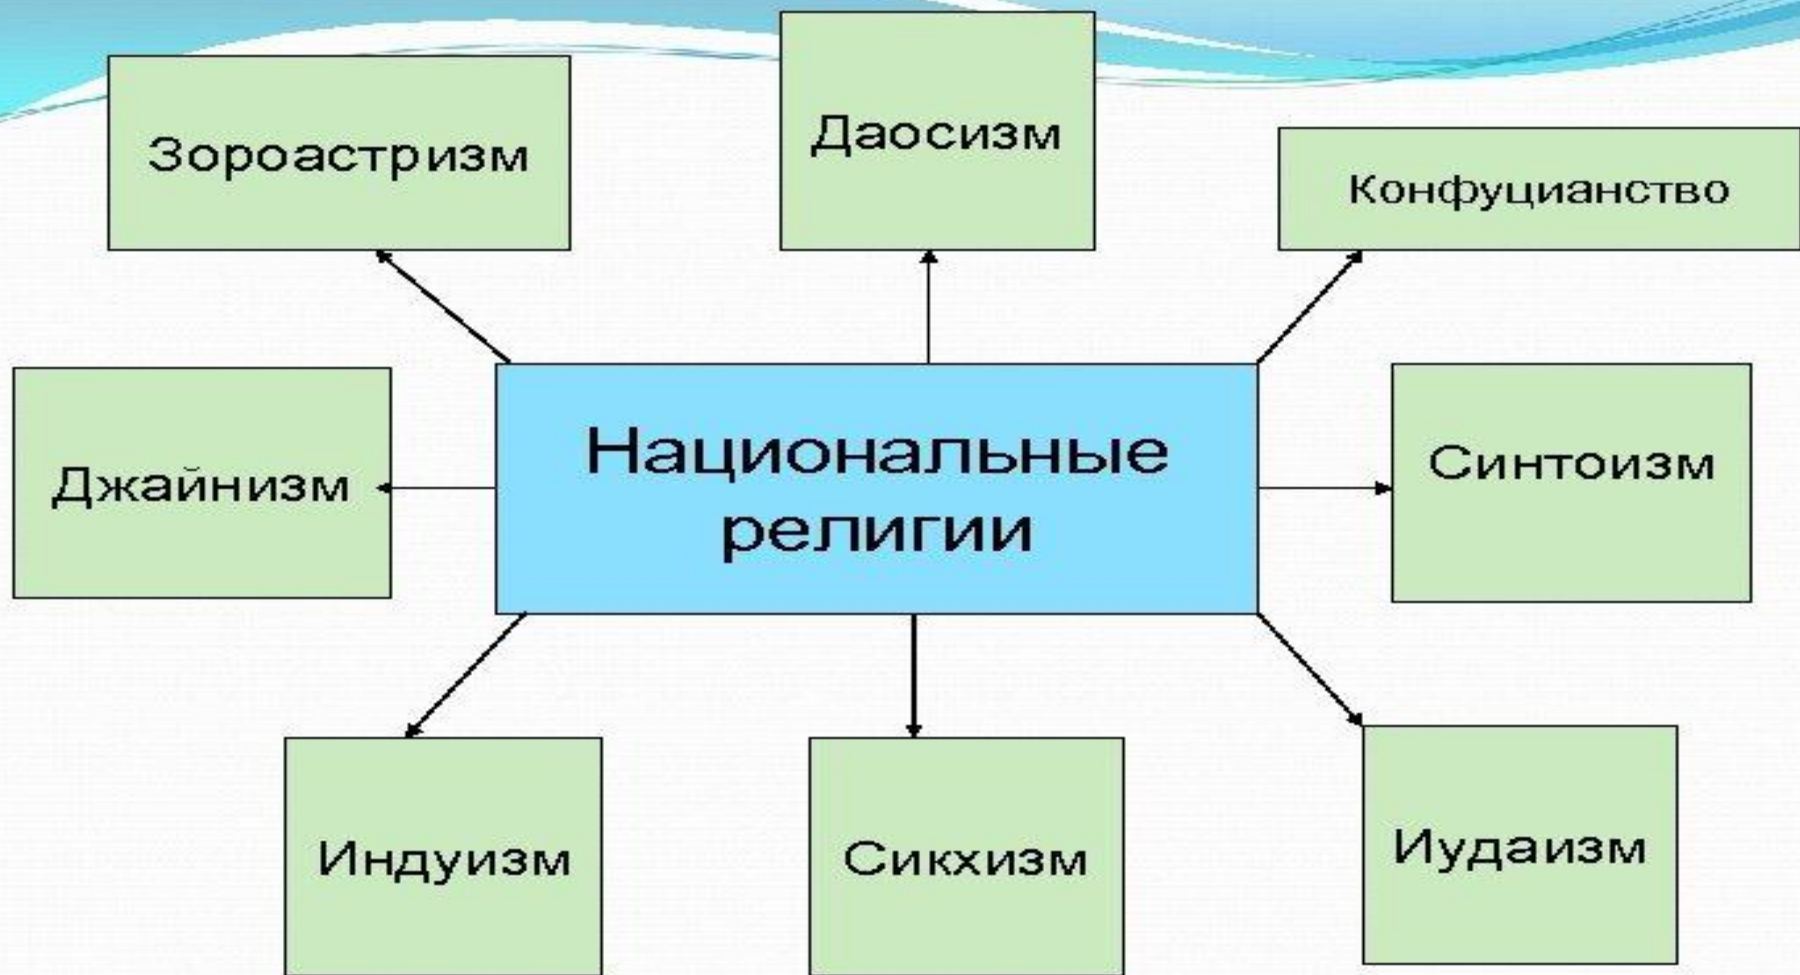 Зороастризм
Даосизм
Конфуцианство
Джайнизм
Национальные
религии
Синтоизм
Индуизм
Сикхизм
Иудаизм